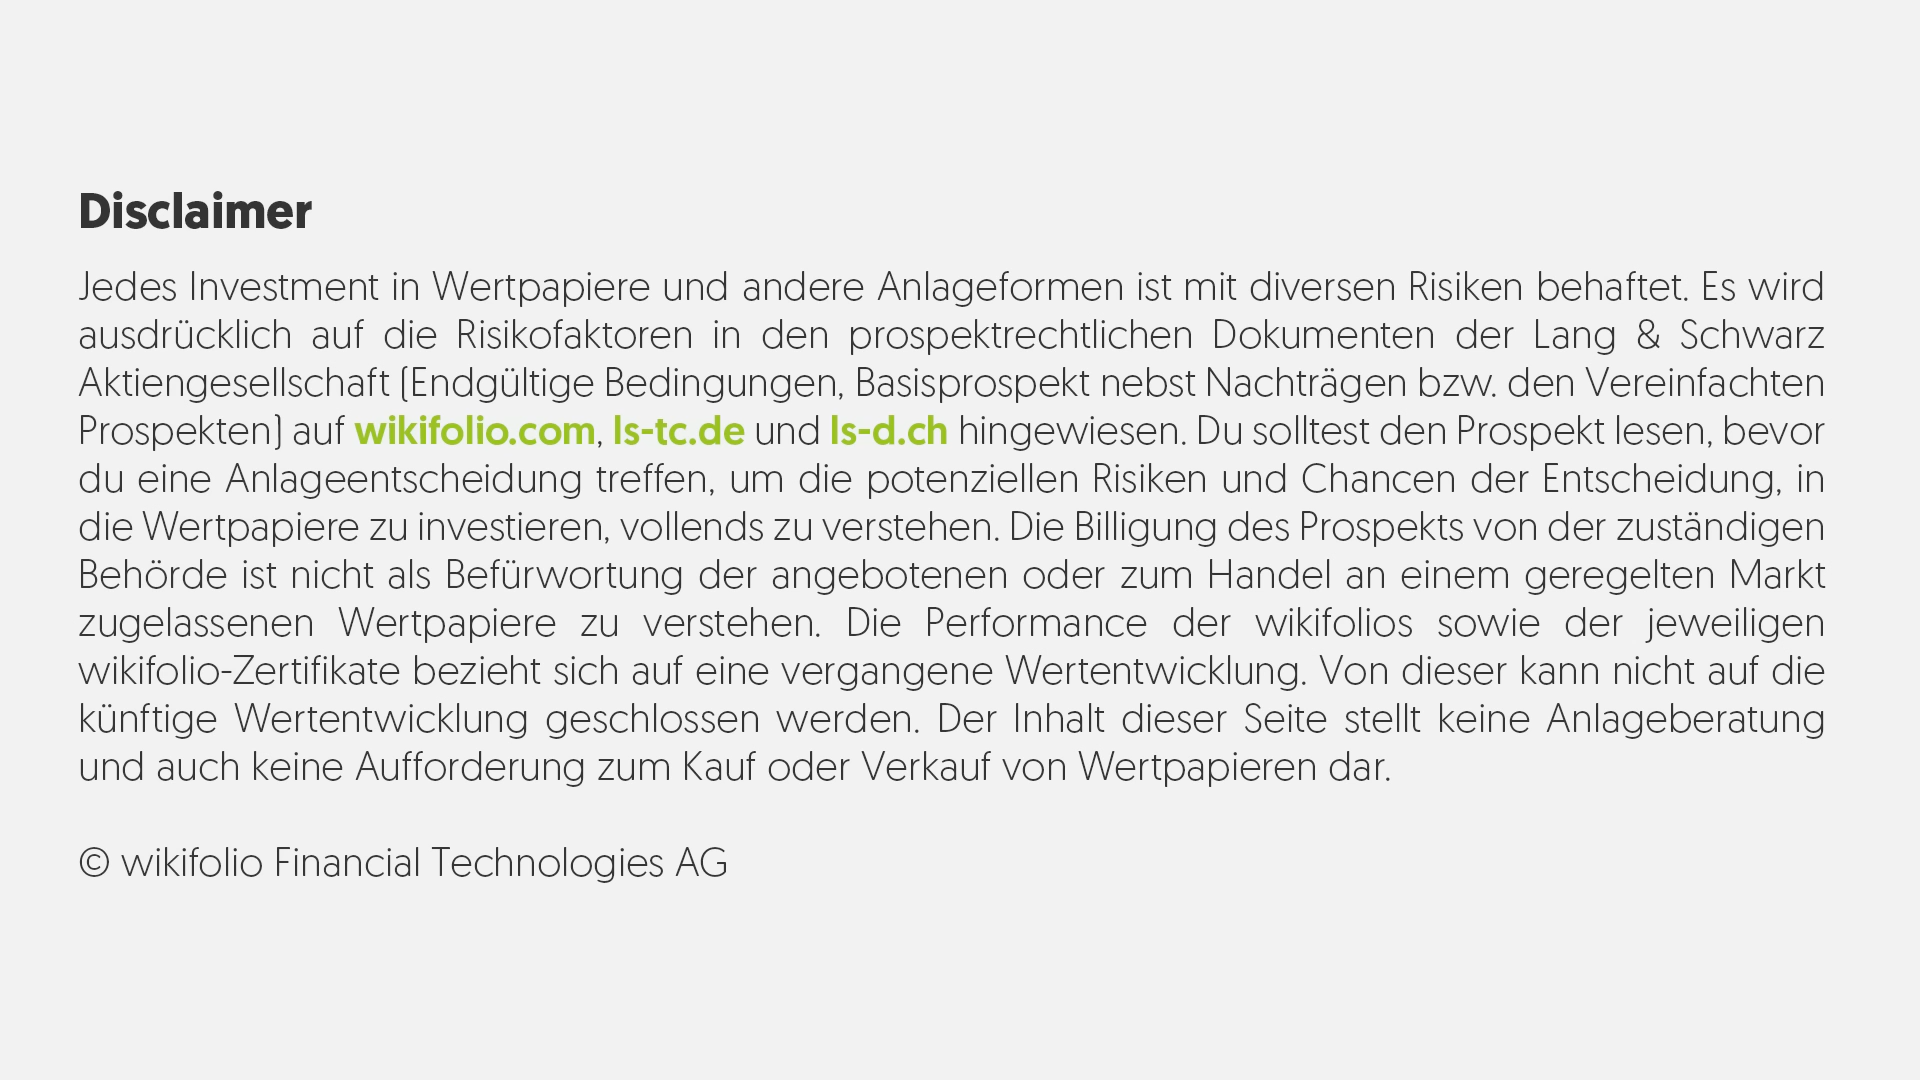 Disclaimer
Jedes Investment in Wertpapiere und andere Anlageformen ist mit diversen Risiken behaftet. Es wird
ausdrücklich auf die Risikofaktoren in den prospektrechtlichen Dokumenten der Lang & Schwarz
Aktiengesellschaft (Endgültige Bedingungen, Basisprospekt nebst Nachträgen bzw. den Vereinfachten
Prospekten) auf wikifolio.com, ls-tc.de und ls-d.ch hingewiesen. Du solltest den Prospekt lesen, bevor
du eine Anlageentscheidung treffen, um die potenziellen Risiken und Chancen der Entscheidung, in
die Wertpapiere zu investieren, vollends zu verstehen. Die Billigung des Prospekts von der zuständigen
Behörde ist nicht als Befürwortung der angebotenen oder zum Handel an einem geregelten Markt
zugelassenen Wertpapiere zu verstehen. Die Performance der wikifolios sowie der jeweiligen
wikifolio-Zertifikate bezieht sich auf eine vergangene Wertentwicklung. Von dieser kann nicht auf die
künftige Wertentwicklung geschlossen werden. Der Inhalt dieser Seite stellt keine Anlageberatung
und auch keine Aufforderung zum Kauf oder Verkauf von Wertpapieren dar.
© wikifolio Financial Technologies AG